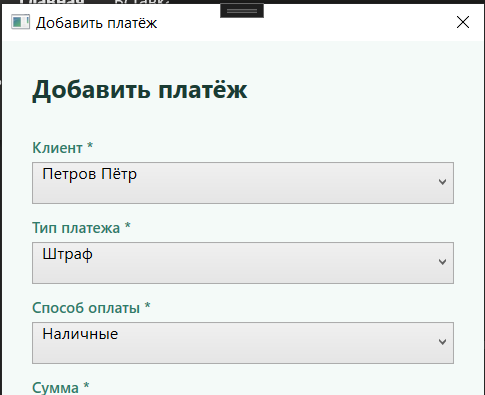 Добавить платёж
Добавить платёж
Клиент *
Петров Пётр
Тип платежа *
Штраф
Способ оплаты *
Наличные
Сумма *